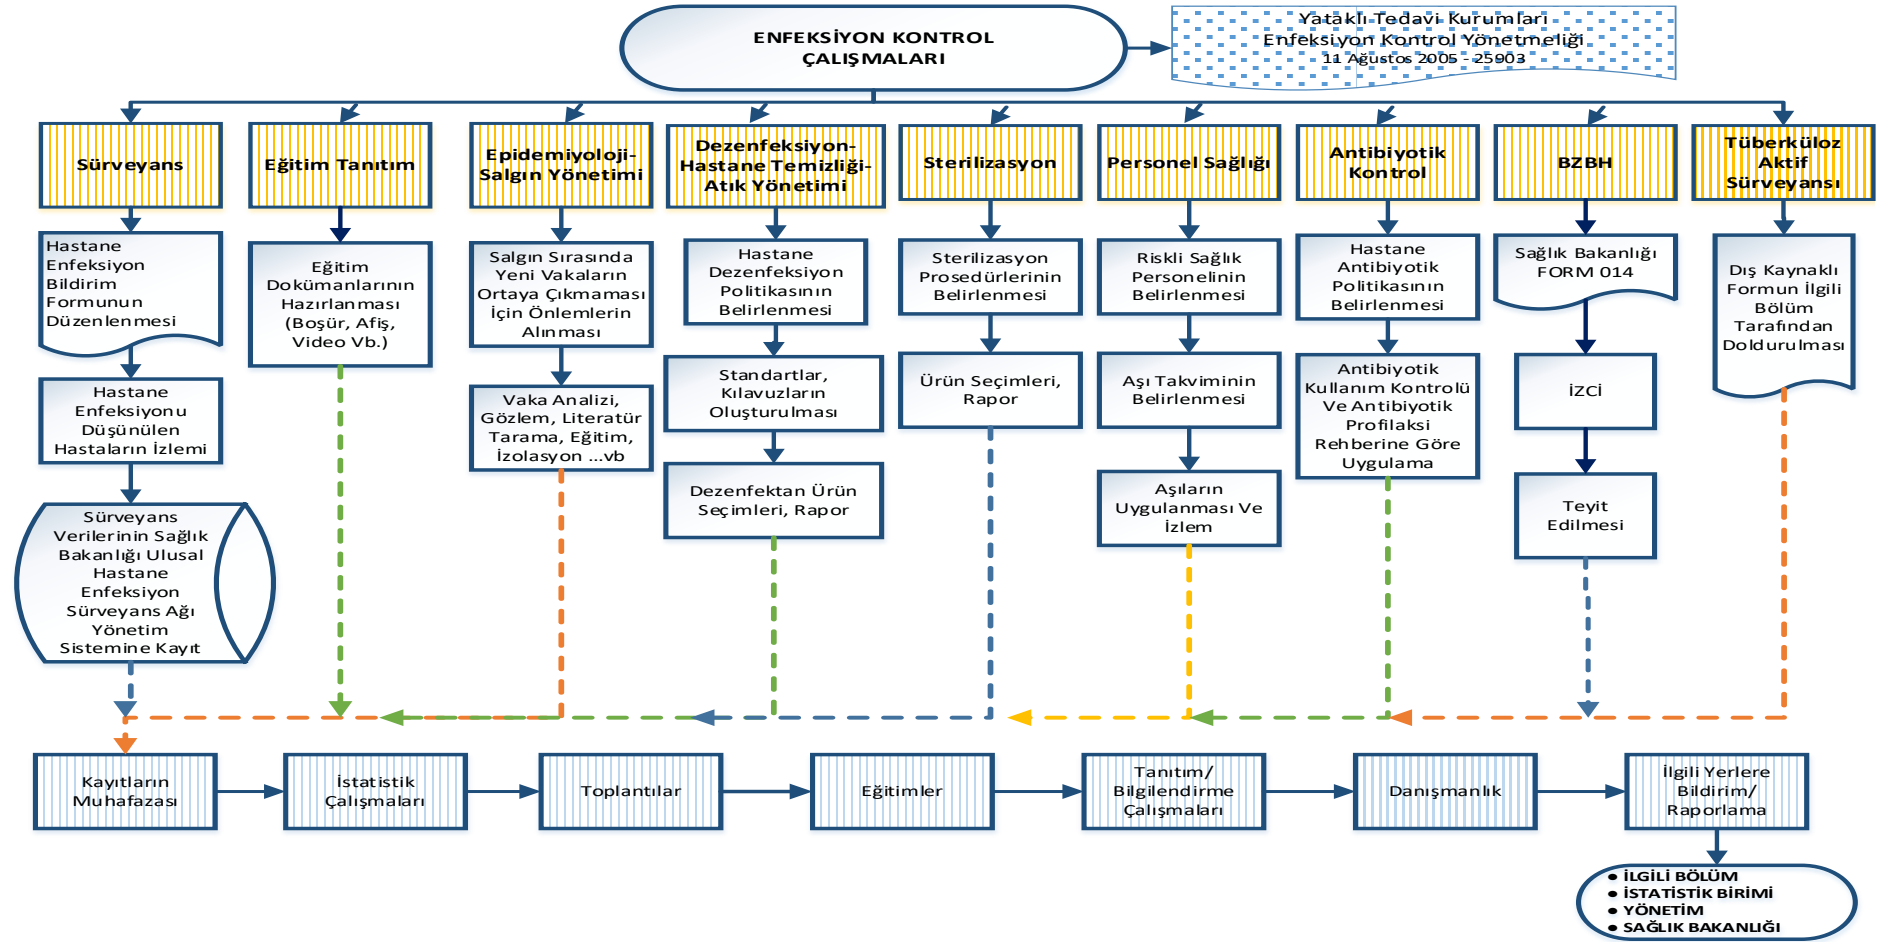 ENFEKSİYON KONTROL
ÇALIŞMALARI
Yataklı Tedavi Kurumları
Enfeksiyon Kontrol Yönetmeliği
11 Ağustos 2005 - 25903
Sürveyans
Eğitim Tanıtım
Epidemiyoloji-
Salgın Yönetimi
Dezenfeksiyon-
Hastane Temizliği-
Atık Yönetimi
Sterilizasyon
Personel Sağlığı
Antibiyotik
Kontrol
BZBH
Tüberküloz
Aktif
Sürveyansı
Hastane
Enfeksiyon
Bildirim
Formunun
Düzenlenmesi
Hastane
Enfeksiyonu
Düşünülen
Hastaların İzlemi
Sürveyans
Verilerinin Sağlık
Bakanlığı Ulusal
Hastane
Enfeksiyon
Sürveyans Ağı
Yönetim
Sistemine Kayıt
Eğitim
Dokümanlarının
Hazırlanması
(Boşür, Afiş,
Video Vb.)
Salgın Sırasında
Yeni Vakaların
Ortaya Çıkmaması
İçin Önlemlerin
Alınması
Vaka Analizi,
Gözlem, Literatür
Tarama, Eğitim,
İzolasyon ...vb
Hastane
Dezenfeksiyon
Politikasının
Belirlenmesi
Standartlar,
Kılavuzların
Oluşturulması
Dezenfektan Ürün
Seçimleri, Rapor
Sterilizasyon
Prosedürlerinin
Belirlenmesi
Ürün Seçimleri,
Rapor
Riskli Sağlık
Personelinin
Belirlenmesi
Aşı Takviminin
Belirlenmesi
Aşıların
Uygulanması Ve
İzlem
Hastane
Antibiyotik
Politikasının
Belirlenmesi
Antibiyotik
Kullanım Kontrolü
Ve Antibiyotik
Profilaksi
Rehberine Göre
Uygulama
Sağlık Bakanlığı
FORM 014
İZCİ
Teyit
Edilmesi
Dış Kaynaklı
Formun İlgili
Bölüm
Tarafından
Doldurulması
Kayıtların
Muhafazası
İstatistik
Çalışmaları
Toplantılar
Eğitimler
Tanıtım/
Bilgilendirme
Çalışmaları
Danışmanlık
İlgili Yerlere
Bildirim/
Raporlama
● İLGİLİ BÖLÜM
● İSTATİSTİK BİRİMİ
● YÖNETİM
● SAĞLIK BAKANLIĞI